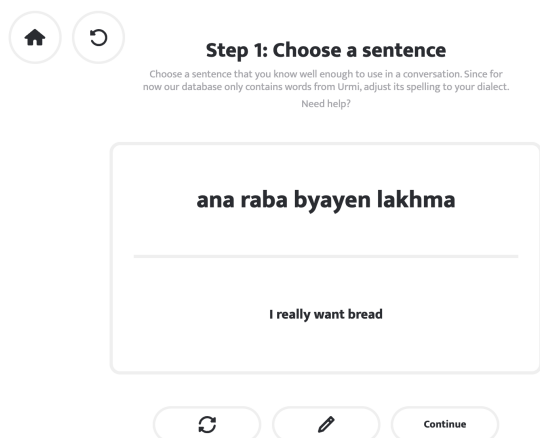 Step 1: Choose a sentence
Choose a sentence that you know well enough to use in a conversation. Since for
now our database only contains words from Urmi, adjust its spelling to your dialect.
Need help?
ana raba byayen lakhma
I really want bread
Continue